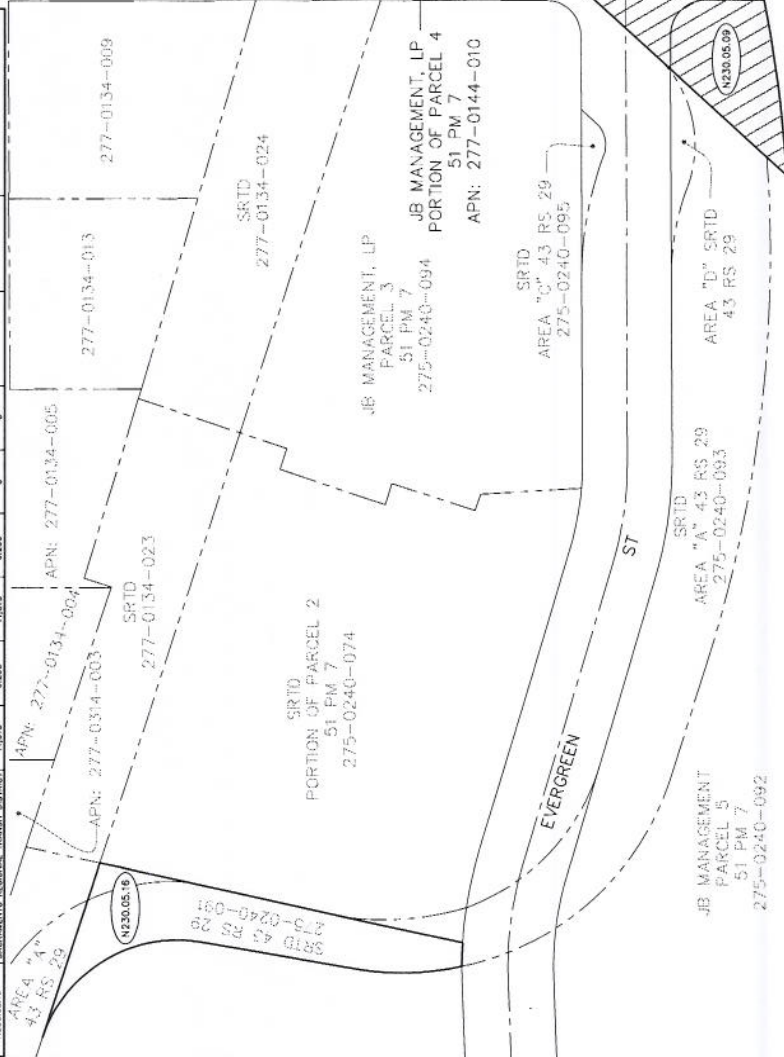 277-0134-009
277-0134-013
APN: 277-0134-005
APN: 277-0134-004
APN: 277-0314-003
SRTD
277-0134-024
SRTD
277-0134-023
JB MANAGEMENT, LP
PORTION OF PARCEL 4
51 PM 7
APN: 277-0144-010
JB MANAGEMENT, LP
PARCEL 3
51 PM 7
275-0240-094
SRTD
AREA "C" 43 RS 29
275-0240-095
N230.05.09
AREA "D" SRTD
43 RS 29
SRTD
PORTION OF PARCEL 2
51 PM 7
275-0240-074
AREA "A"
43 RS 29
N230.05.16
SRTD 43 RS 29
275-0240-091
EVERGREEN
ST
SRTD
AREA "A" 43 RS 29
275-0240-093
JB MANAGEMENT
PARCEL 5
51 PM 7
275-0240-092